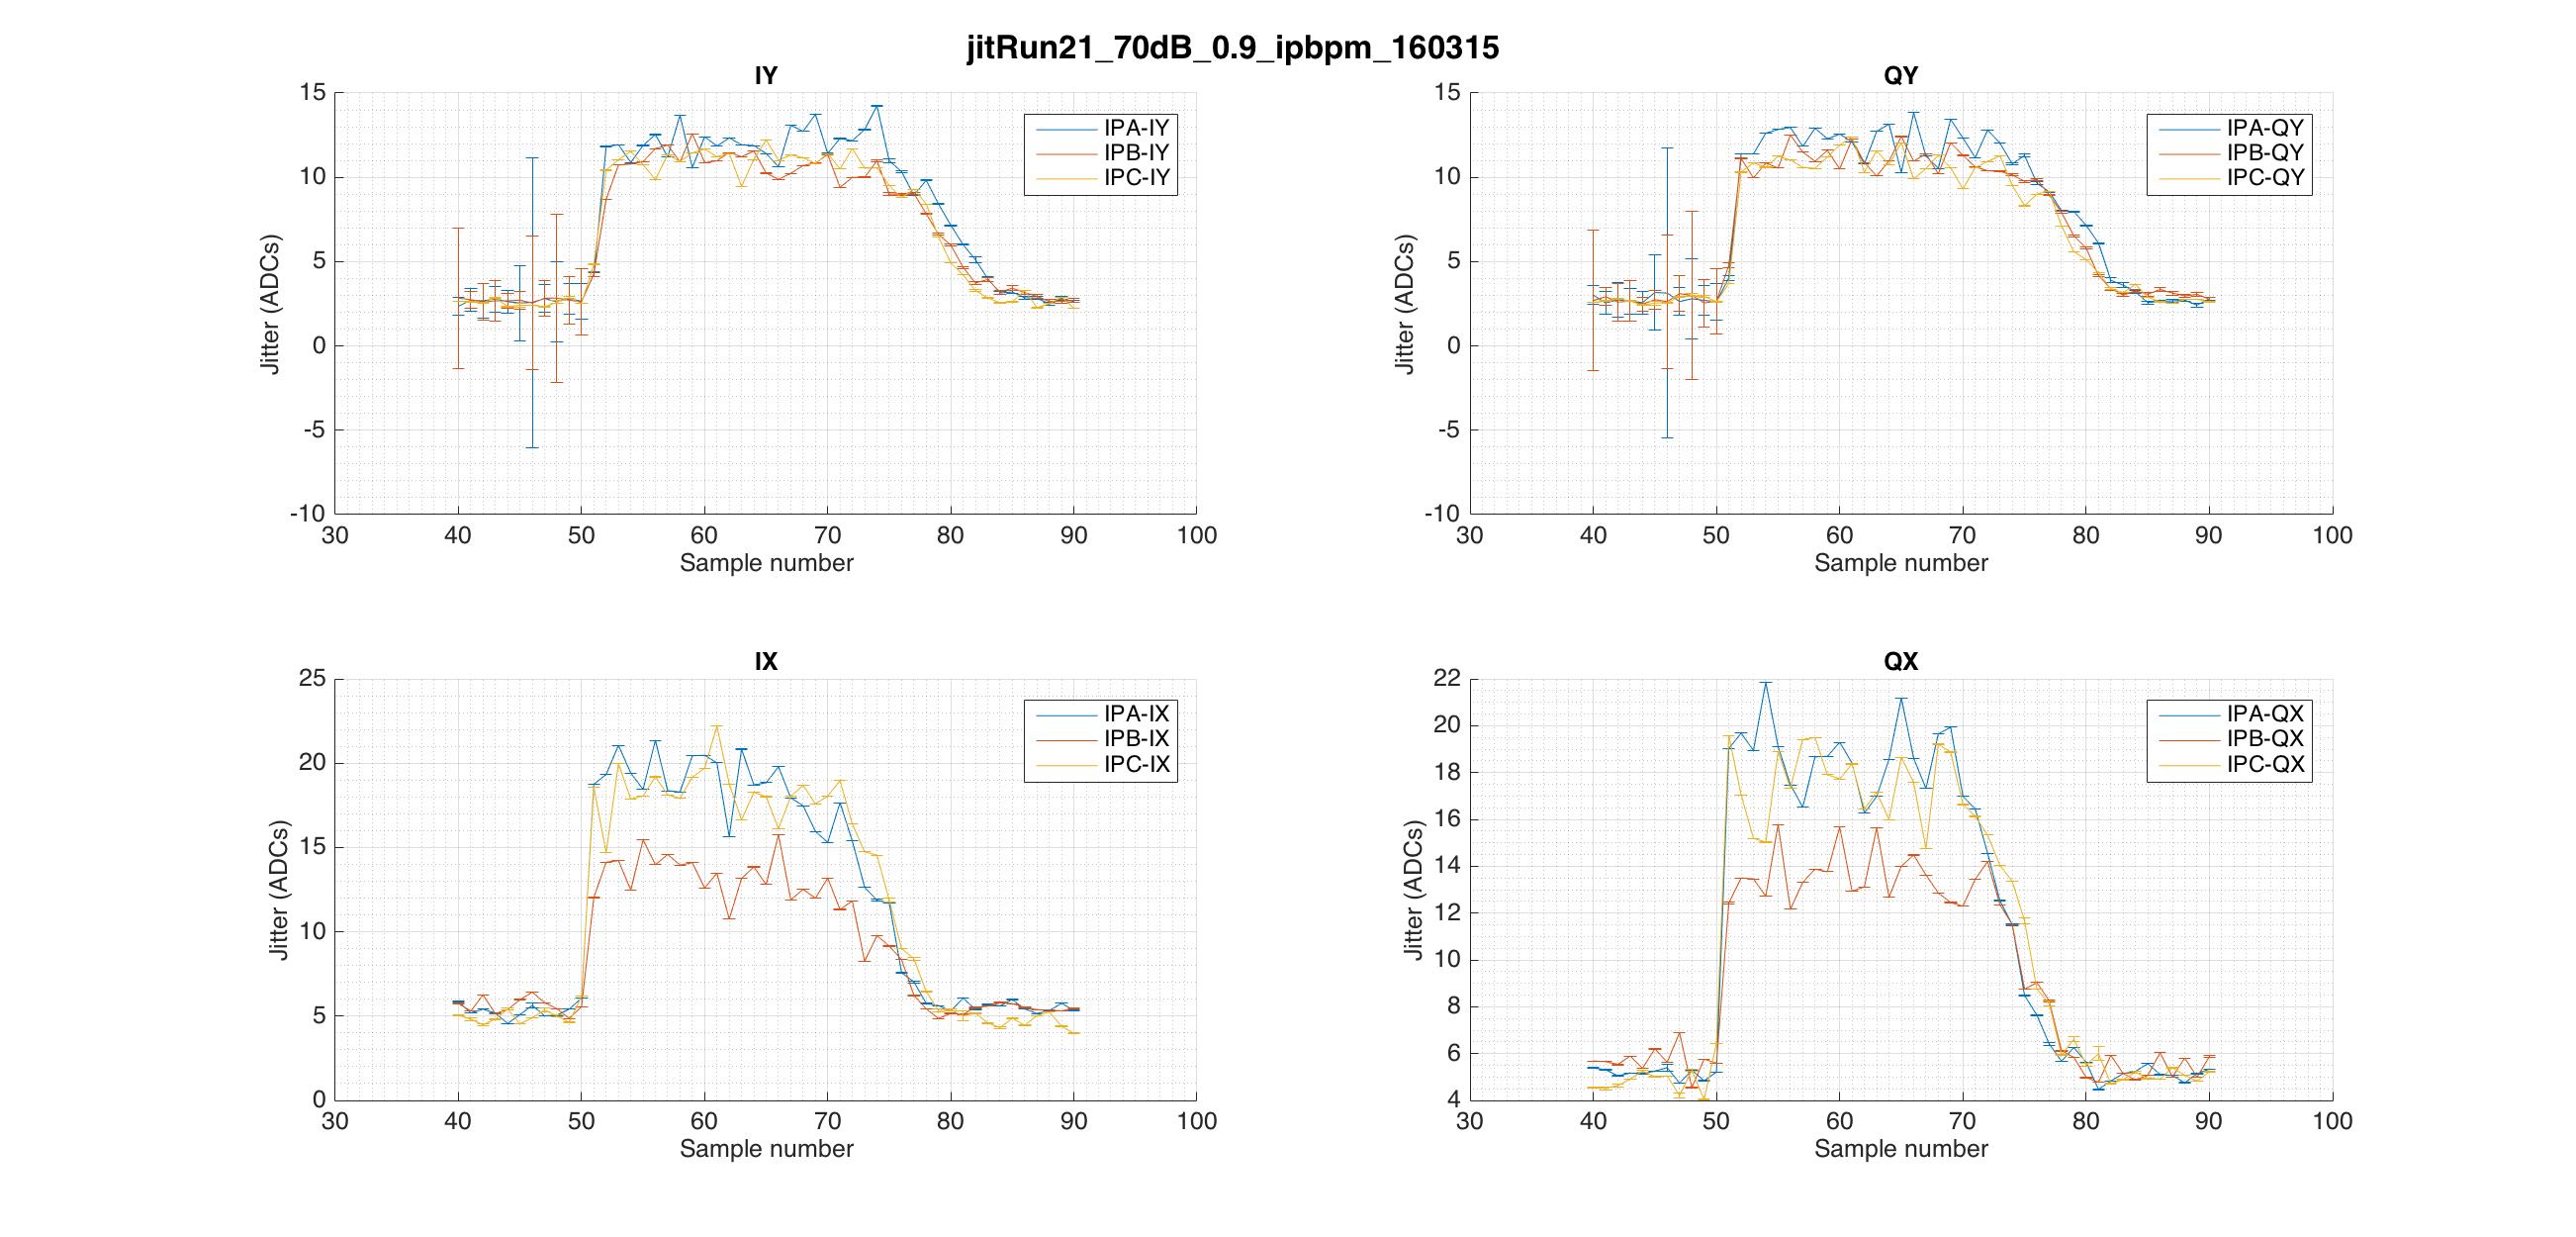 jitRun21_70dB_0.9_ipbpm_160315
IY
15
10
5
0
-5
-10
Jitter (ADCs)
30 40 50 60 70 80 90 100
Sample number
IPA-IY
IPB-IY
IPC-IY
QY
15
10
5
0
-5
-10
Jitter (ADCs)
30 40 50 60 70 80 90 100
Sample number
IPA-QY
IPB-QY
IPC-QY
IX
25
20
15
10
5
0
Jitter (ADCs)
30 40 50 60 70 80 90 100
Sample number
IPA-IX
IPB-IX
IPC-IX
QX
22
20
18
16
14
12
10
8
6
4
Jitter (ADCs)
30 40 50 60 70 80 90 100
Sample number
IPA-QX
IPB-QX
IPC-QX